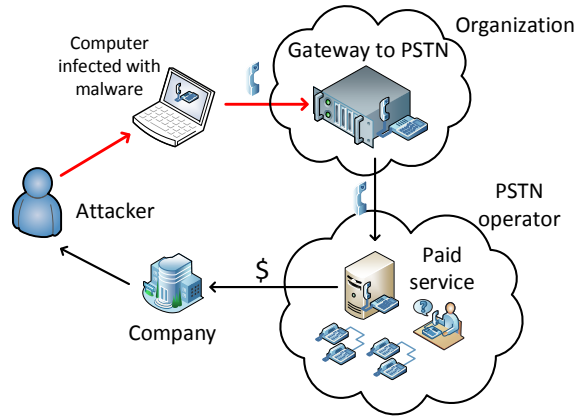 Organization
Computer
infected with
malware
Gateway to PSTN
Attacker
PSTN
operator
Paid
service
?
$
Company